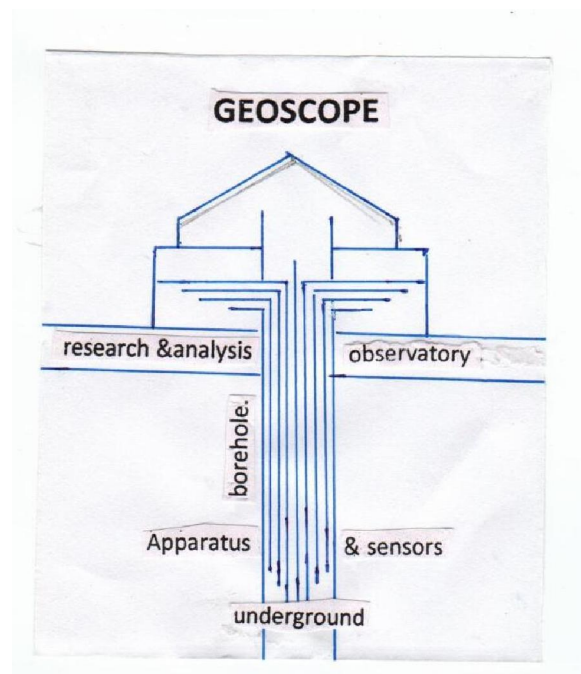 GEOSCOPE
research &analysis
observatory
borehole.
Apparatus
& sensors
underground